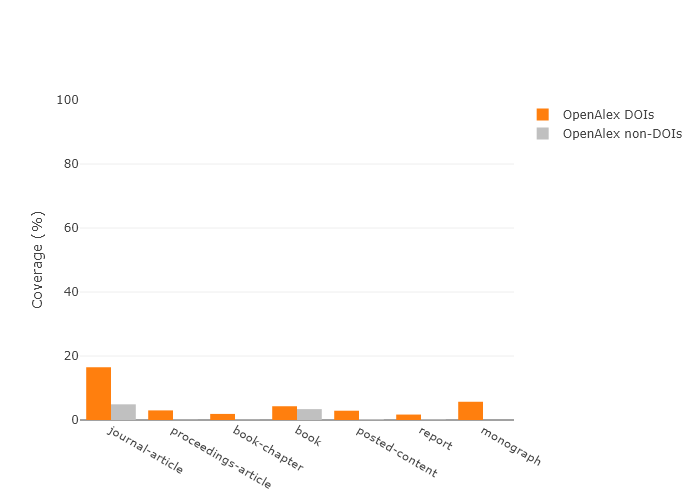 100
80
60
40
20
0
Coverage (%)
OpenAlex DOIs
OpenAlex non-DOIs
journal-article
proceedings-article
book-chapter
book
posted-content
report
monograph